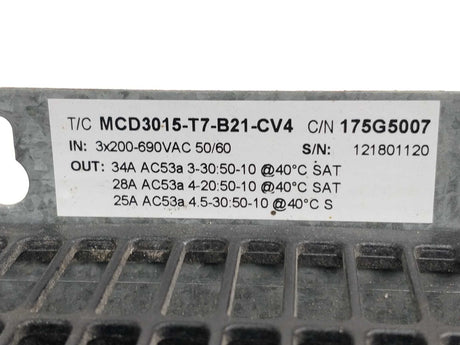 T/C MCD3015-T7-B21-CV4 C/N 175G5007
IN: 3x200-690VAC 50/60 S/N: 121801120
OUT: 34A AC53a 3-30:50-10 @40°C SAT
28A AC53a 4-20:50-10 @40°C SAT
25A AC53a 4.5-30:50-10 @40°C S